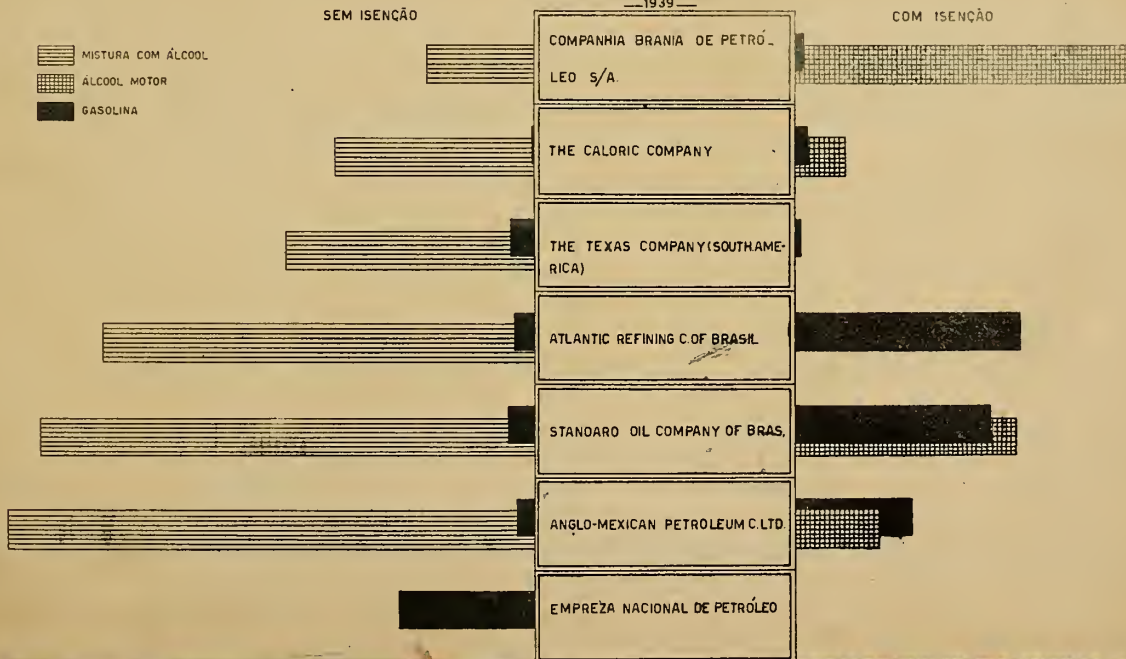 —1939—
SEM ISENÇÃO
COM ISENÇÃO
MISTURA COM ÁLCOOL
ÁLCOOL MOTOR
GASOLINA
COMPANHIA BRANIA DE PETRÓ_
LEO S/A.
THE CALORIC COMPANY
THE TEXAS COMPANY (SOUTH.AME-
RICA)
ATLANTIC REFINING C. OF BRASIL
STANDARO OIL COMPANY OF BRAS,
ANGLO-MEXICAN PETROLEUM C. LTD.
EMPREZA NACIONAL DE PETRÓLEO